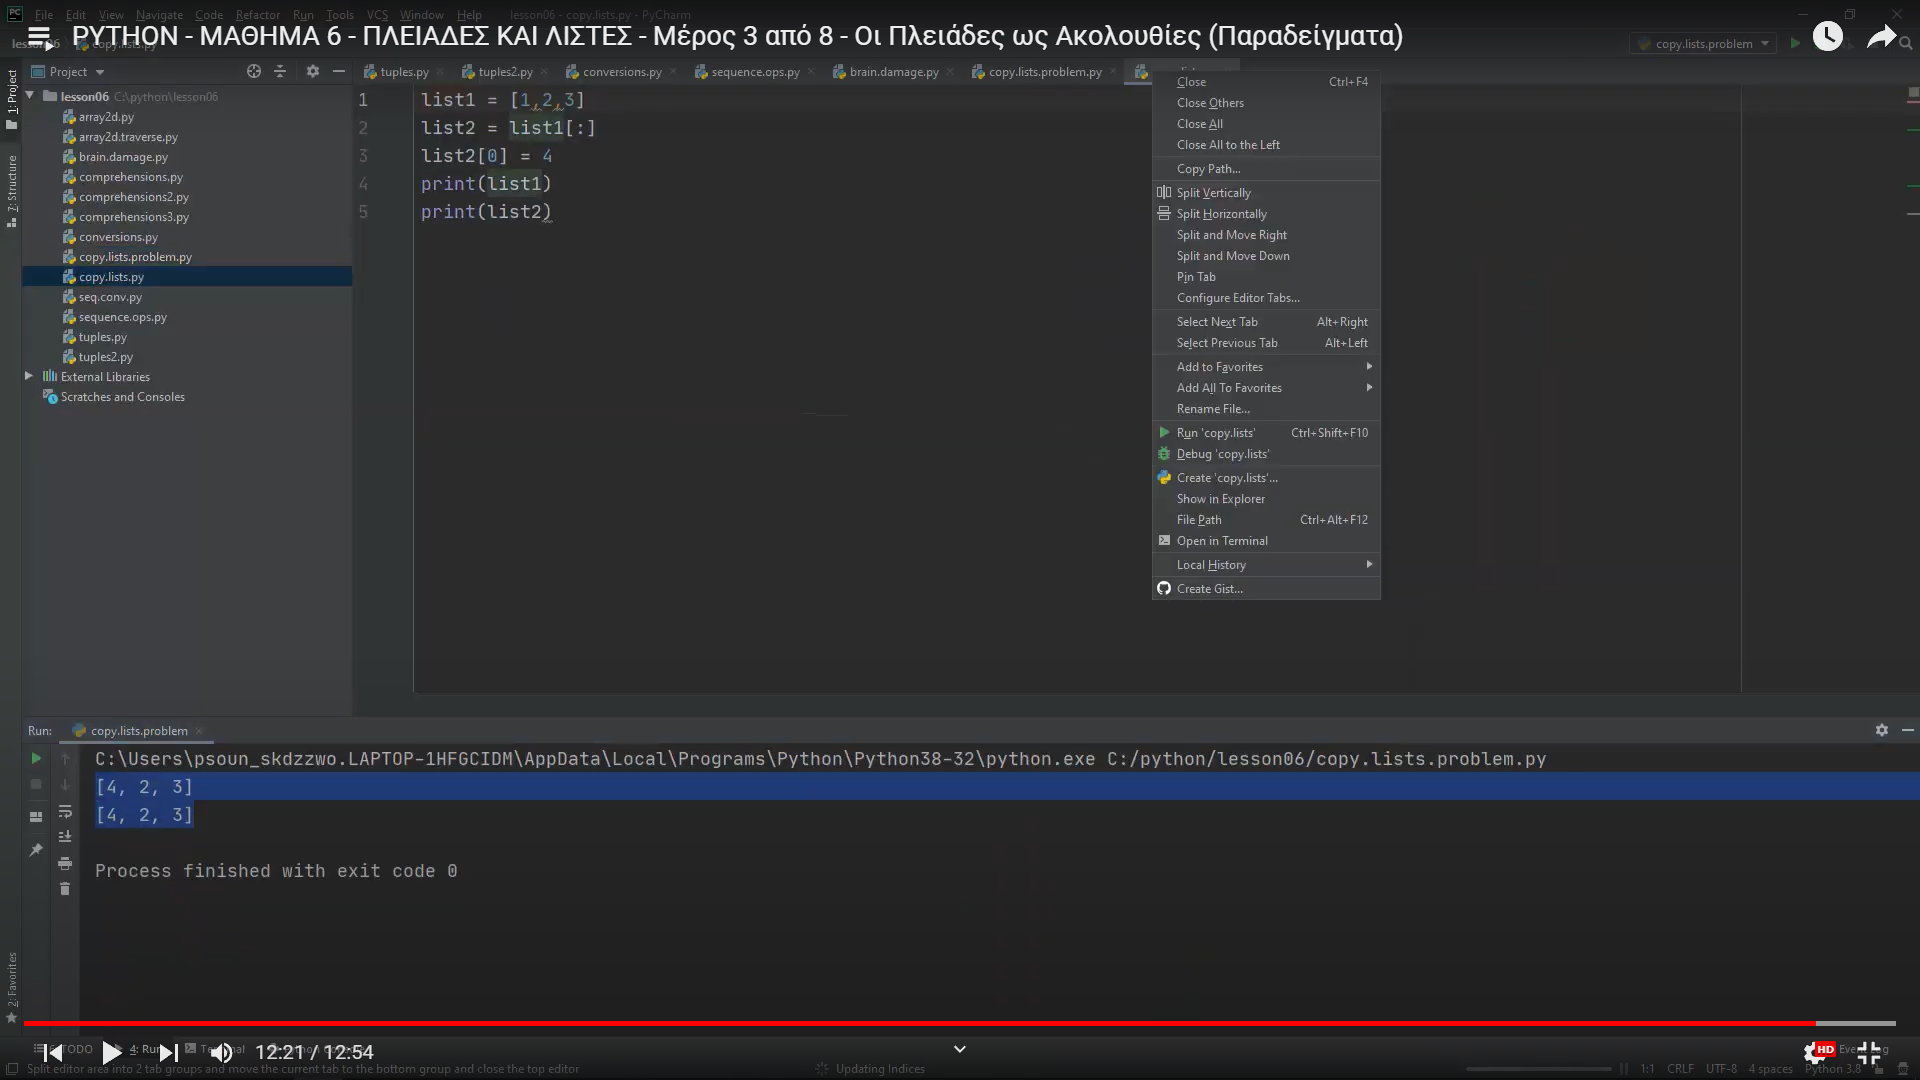 File Edit View Navigate Code Refactor Run Tools VCS Window Help lesson06 - copy.lists.py - PyCharm
PYTHON - ΜΑΘΗΜΑ 6 - ΠΛΕΙΑΔΕΣ ΚΑΙ ΛΙΣΤΕΣ - Μέρος 3 από 8 - Οι Πλειάδες ως Ακολουθίες (Παραδείγματα)
copy.lists.py
copy.lists.problem
Project
tuples.py tuples2.py conversions.py sequence.ops.py brain.damage.py copy.lists.problem.py
1: Project
7: Structure
2: Favorites
lesson06 C:\python\lesson06
array2d.py
array2d.traverse.py
brain.damage.py
comprehensions.py
comprehensions2.py
comprehensions3.py
conversions.py
copy.lists.problem.py
copy.lists.py
seq.conv.py
sequence.ops.py
tuples.py
tuples2.py
External Libraries
Scratches and Consoles
1 list1 = [1,2,3]
2 list2 = list1[:]
3 list2[0] = 4
4 print(list1)
5 print(list2)
Close Ctrl+F4
Close Others
Close All
Close All to the Left
Copy Path...
Split Vertically
Split Horizontally
Split and Move Right
Split and Move Down
Pin Tab
Configure Editor Tabs...
Select Next Tab Alt+Right
Select Previous Tab Alt+Left
Add to Favorites
Add All To Favorites
Rename File...
Run 'copy.lists' Ctrl+Shift+F10
Debug 'copy.lists'
Create 'copy.lists'...
Show in Explorer
File Path Ctrl+Alt+F12
Open in Terminal
Local History
Create Gist...
Run: copy.lists.problem
C:\Users\psoun_skdzzwo.LAPTOP-1HFGCIDM\AppData\Local\Programs\Python\Python38-32\python.exe C:/python/lesson06/copy.lists.problem.py
[4, 2, 3]
[4, 2, 3]
Process finished with exit code 0
TODO 4: Run
12:21 / 12:54
HD
Split editor area into 2 tab groups and move the current tab to the bottom group and close the top editor
Updating Indices
1:1 CRLF UTF-8 4 spaces Python 3.8